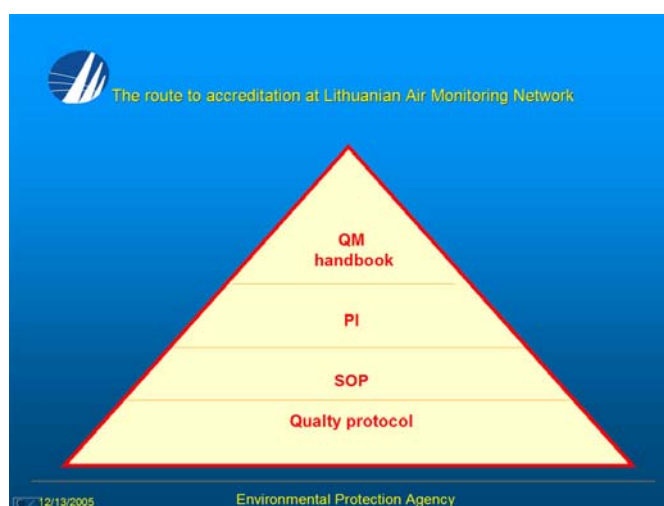 The route to accreditation at Lithuanian Air Monitoring Network
QM
handbook
PI
SOP
Qualty protocol
12/13/2005
Environmental Protection Agency